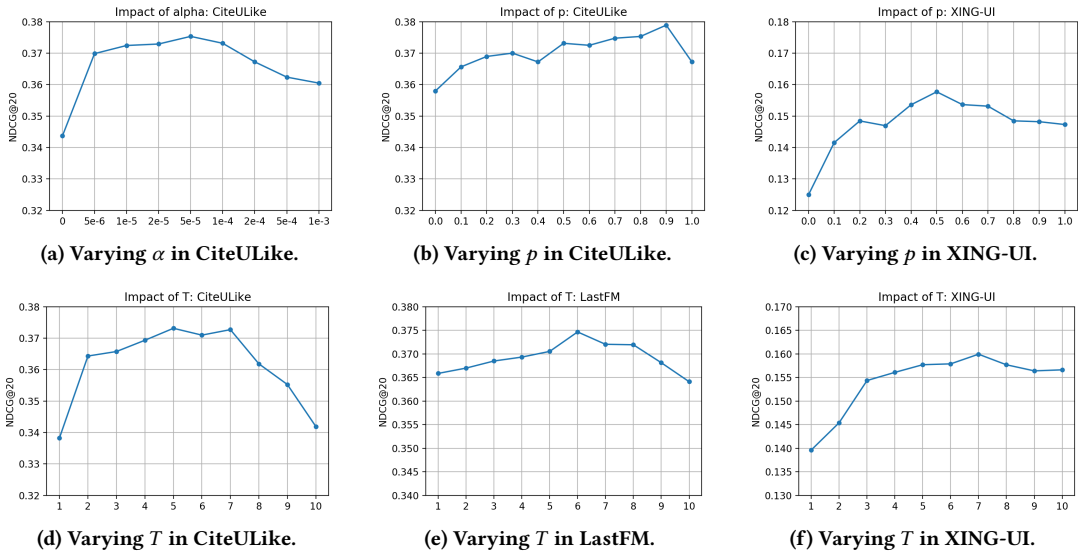 Impact of alpha: CiteULike
NDCG@20
0.38
0.37
0.36
0.35
0.34
0.33
0.32
0 5e-6 1e-5 2e-5 5e-5 1e-4 2e-4 5e-4 1e-3
(a) Varying α in CiteULike.
Impact of p: CiteULike
NDCG@20
0.38
0.37
0.36
0.35
0.34
0.33
0.32
0.0 0.1 0.2 0.3 0.4 0.5 0.6 0.7 0.8 0.9 1.0
(b) Varying p in CiteULike.
Impact of p: XING-UI
NDCG@20
0.18
0.17
0.16
0.15
0.14
0.13
0.12
0.0 0.1 0.2 0.3 0.4 0.5 0.6 0.7 0.8 0.9 1.0
(c) Varying p in XING-UI.
Impact of T: CiteULike
NDCG@20
0.38
0.37
0.36
0.35
0.34
0.33
0.32
1 2 3 4 5 6 7 8 9 10
(d) Varying T in CiteULike.
Impact of T: LastFM
NDCG@20
0.380
0.375
0.370
0.365
0.360
0.355
0.350
0.345
0.340
1 2 3 4 5 6 7 8 9 10
(e) Varying T in LastFM.
Impact of T: XING-UI
NDCG@20
0.170
0.165
0.160
0.155
0.150
0.145
0.140
0.135
0.130
1 2 3 4 5 6 7 8 9 10
(f) Varying T in XING-UI.